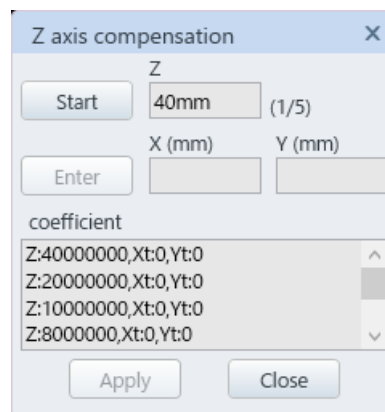 Z axis compensation
Z
Start 40mm (1/5)
X (mm) Y (mm)
Enter
coefficient
Z:40000000,Xt:0,Yt:0
Z:20000000,Xt:0,Yt:0
Z:10000000,Xt:0,Yt:0
Z:8000000,Xt:0,Yt:0
Apply Close